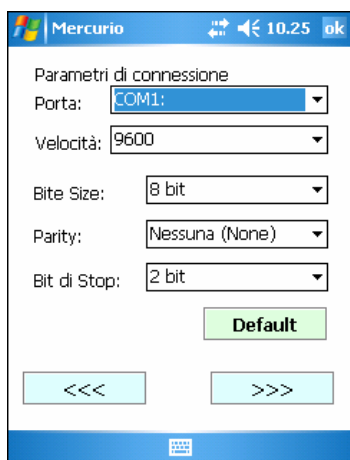 Mercurio 10.25 ok
Parametri di connessione
Porta: COM1:
Velocità: 9600
Bite Size: 8 bit
Parity: Nessuna (None)
Bit di Stop: 2 bit
Default
<<< >>>